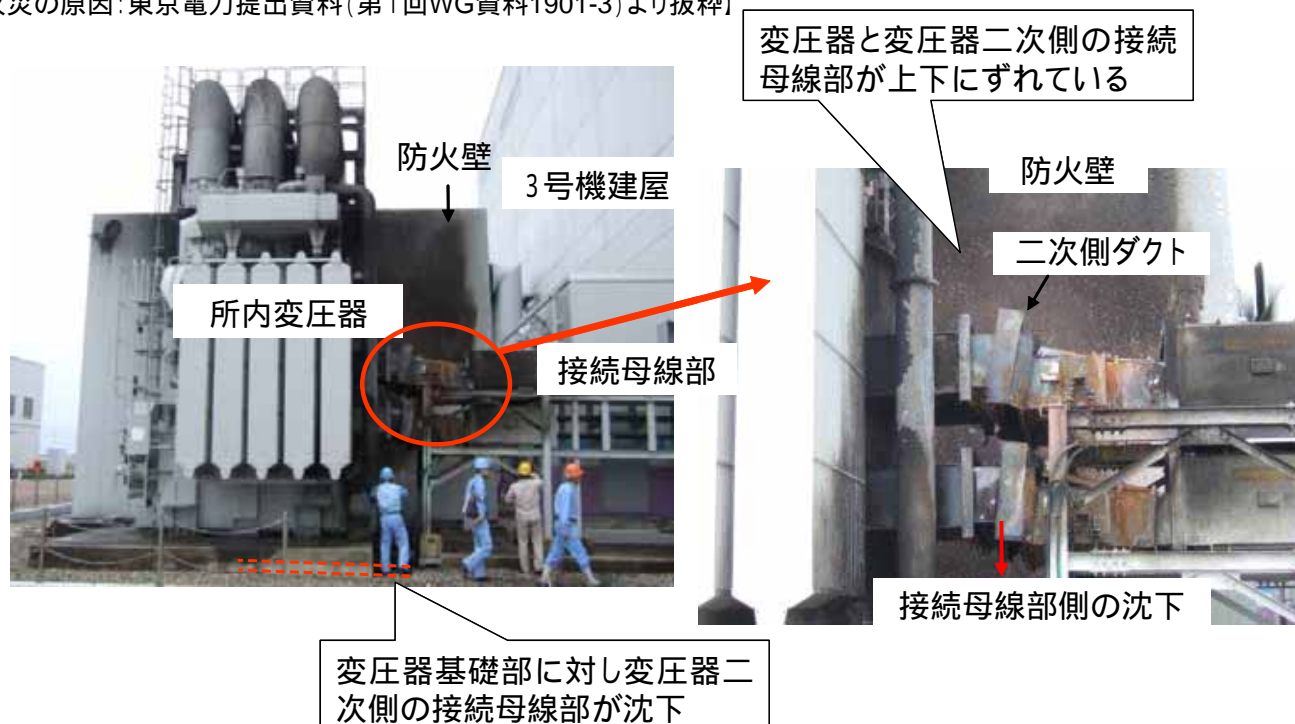 災の原因：東京電力提出資料（第1回WG資料1901-3）より抜粋】
変圧器と変圧器二次側の接続
母線部が上下にずれている
防火壁
3号機建屋
防火壁
二次側ダクト
所内変圧器
接続母線部
接続母線部側の沈下
変圧器基礎部に対し変圧器二
次側の接続母線部が沈下